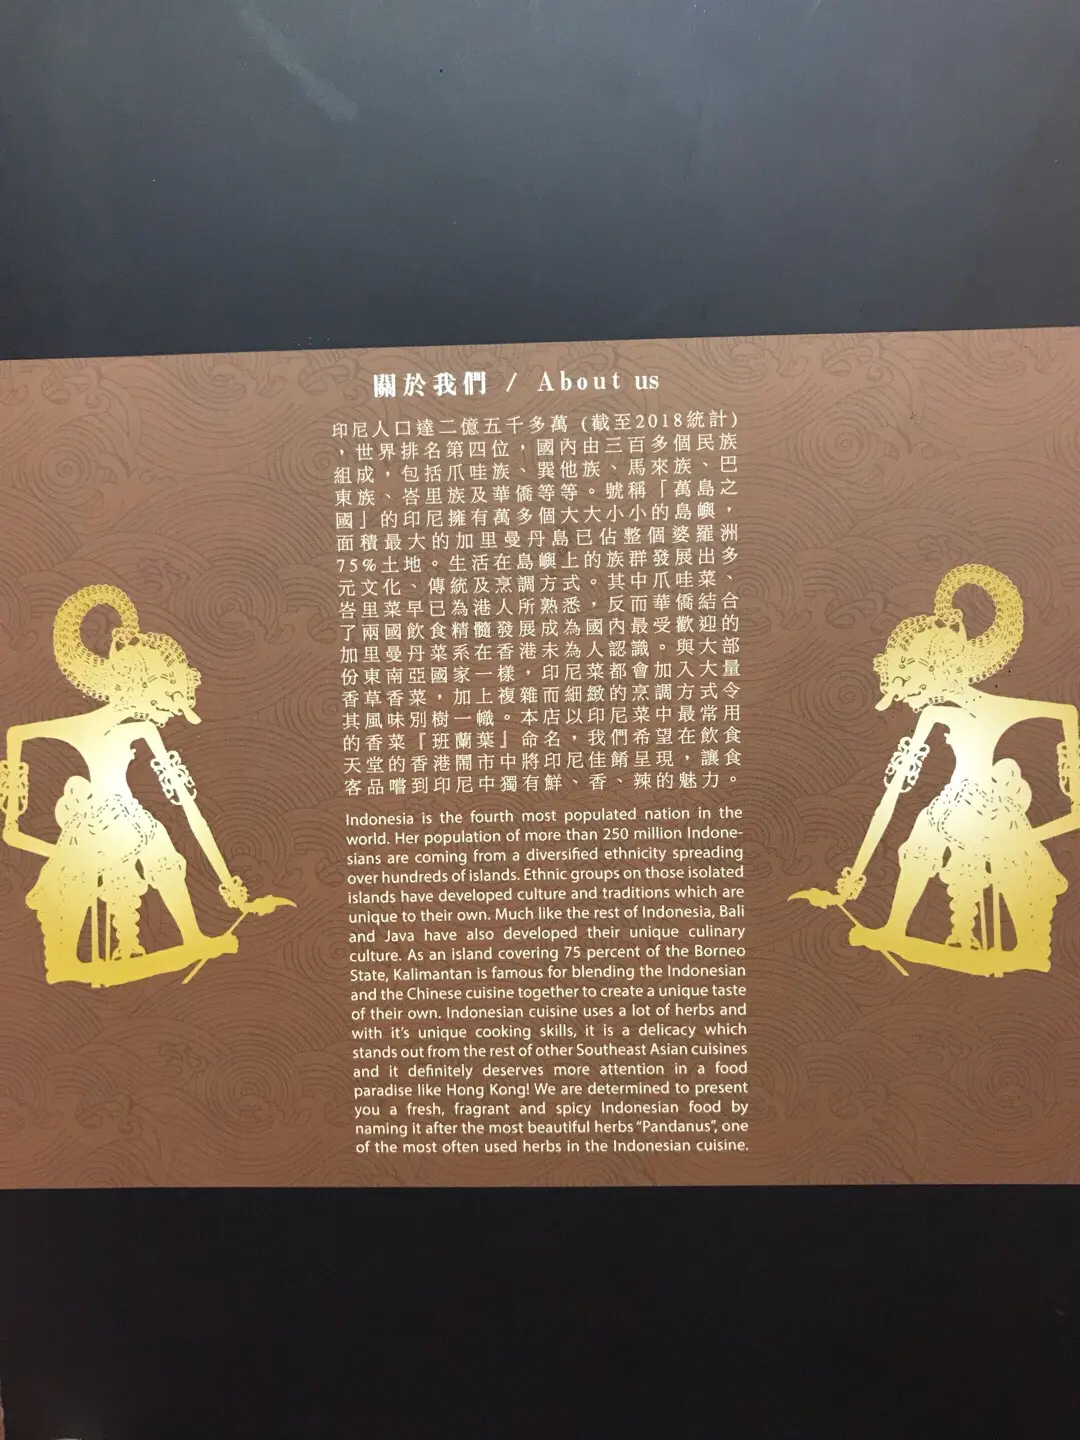 關於我們 / About us
印尼人口達二億五千多萬 (截至2018統計)
，世界排名第四位，國內由三百多個民族
組成，包括爪哇族、巽他族、馬來族、巴
東族、峇里族及華僑等等。號稱「萬島之
國」的印尼擁有萬多個大大小小的島嶼，
面積最大的加里曼丹島已佔整個婆羅洲
75%土地。生活在島嶼上的族群發展出多
元文化、傳統及烹調方式。其中爪哇菜、
峇里菜早已為港人所熟悉，反而華僑結合
了兩國飲食精髓發展成為國內最受歡迎的
加里曼丹菜系在香港未為人認識。與大部
份東南亞國家一樣，印尼菜都會加入大量
香草香菜，加上複雜而細緻的烹調方式令
其風味別樹一幟。本店以印尼菜中最常用
的香菜『班蘭葉』命名，我們希望在飲食
天堂的香港鬧市中將印尼佳餚呈現，讓食
客品嚐到印尼中獨有鮮、香、辣的魅力。
Indonesia is the fourth most populated nation in the
world. Her population of more than 250 million Indone-
sians are coming from a diversified ethnicity spreading
over hundreds of islands. Ethnic groups on those isolated
islands have developed culture and traditions which are
unique to their own. Much like the rest of Indonesia, Bali
and Java have also developed their unique culinary
culture. As an island covering 75 percent of the Borneo
State, Kalimantan is famous for blending the Indonesian
and the Chinese cuisine together to create a unique taste
of their own. Indonesian cuisine uses a lot of herbs and
with it's unique cooking skills, it is a delicacy which
stands out from the rest of other Southeast Asian cuisines
and it definitely deserves more attention in a food
paradise like Hong Kong! We are determined to present
you a fresh, fragrant and spicy Indonesian food by
naming it after the most beautiful herbs "Pandanus", one
of the most often used herbs in the Indonesian cuisine.